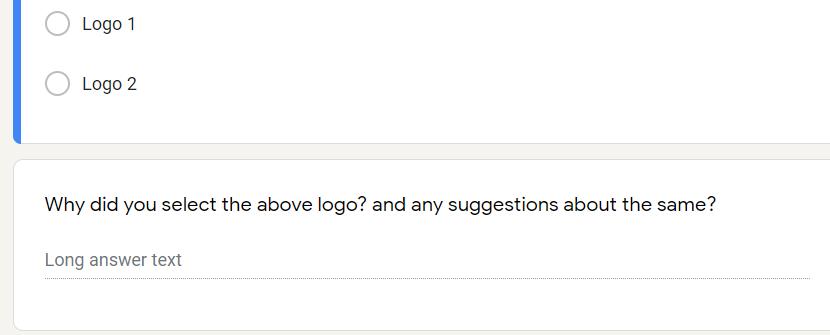 Logo 1
Logo 2
Why did you select the above logo? and any suggestions about the same?
Long answer text